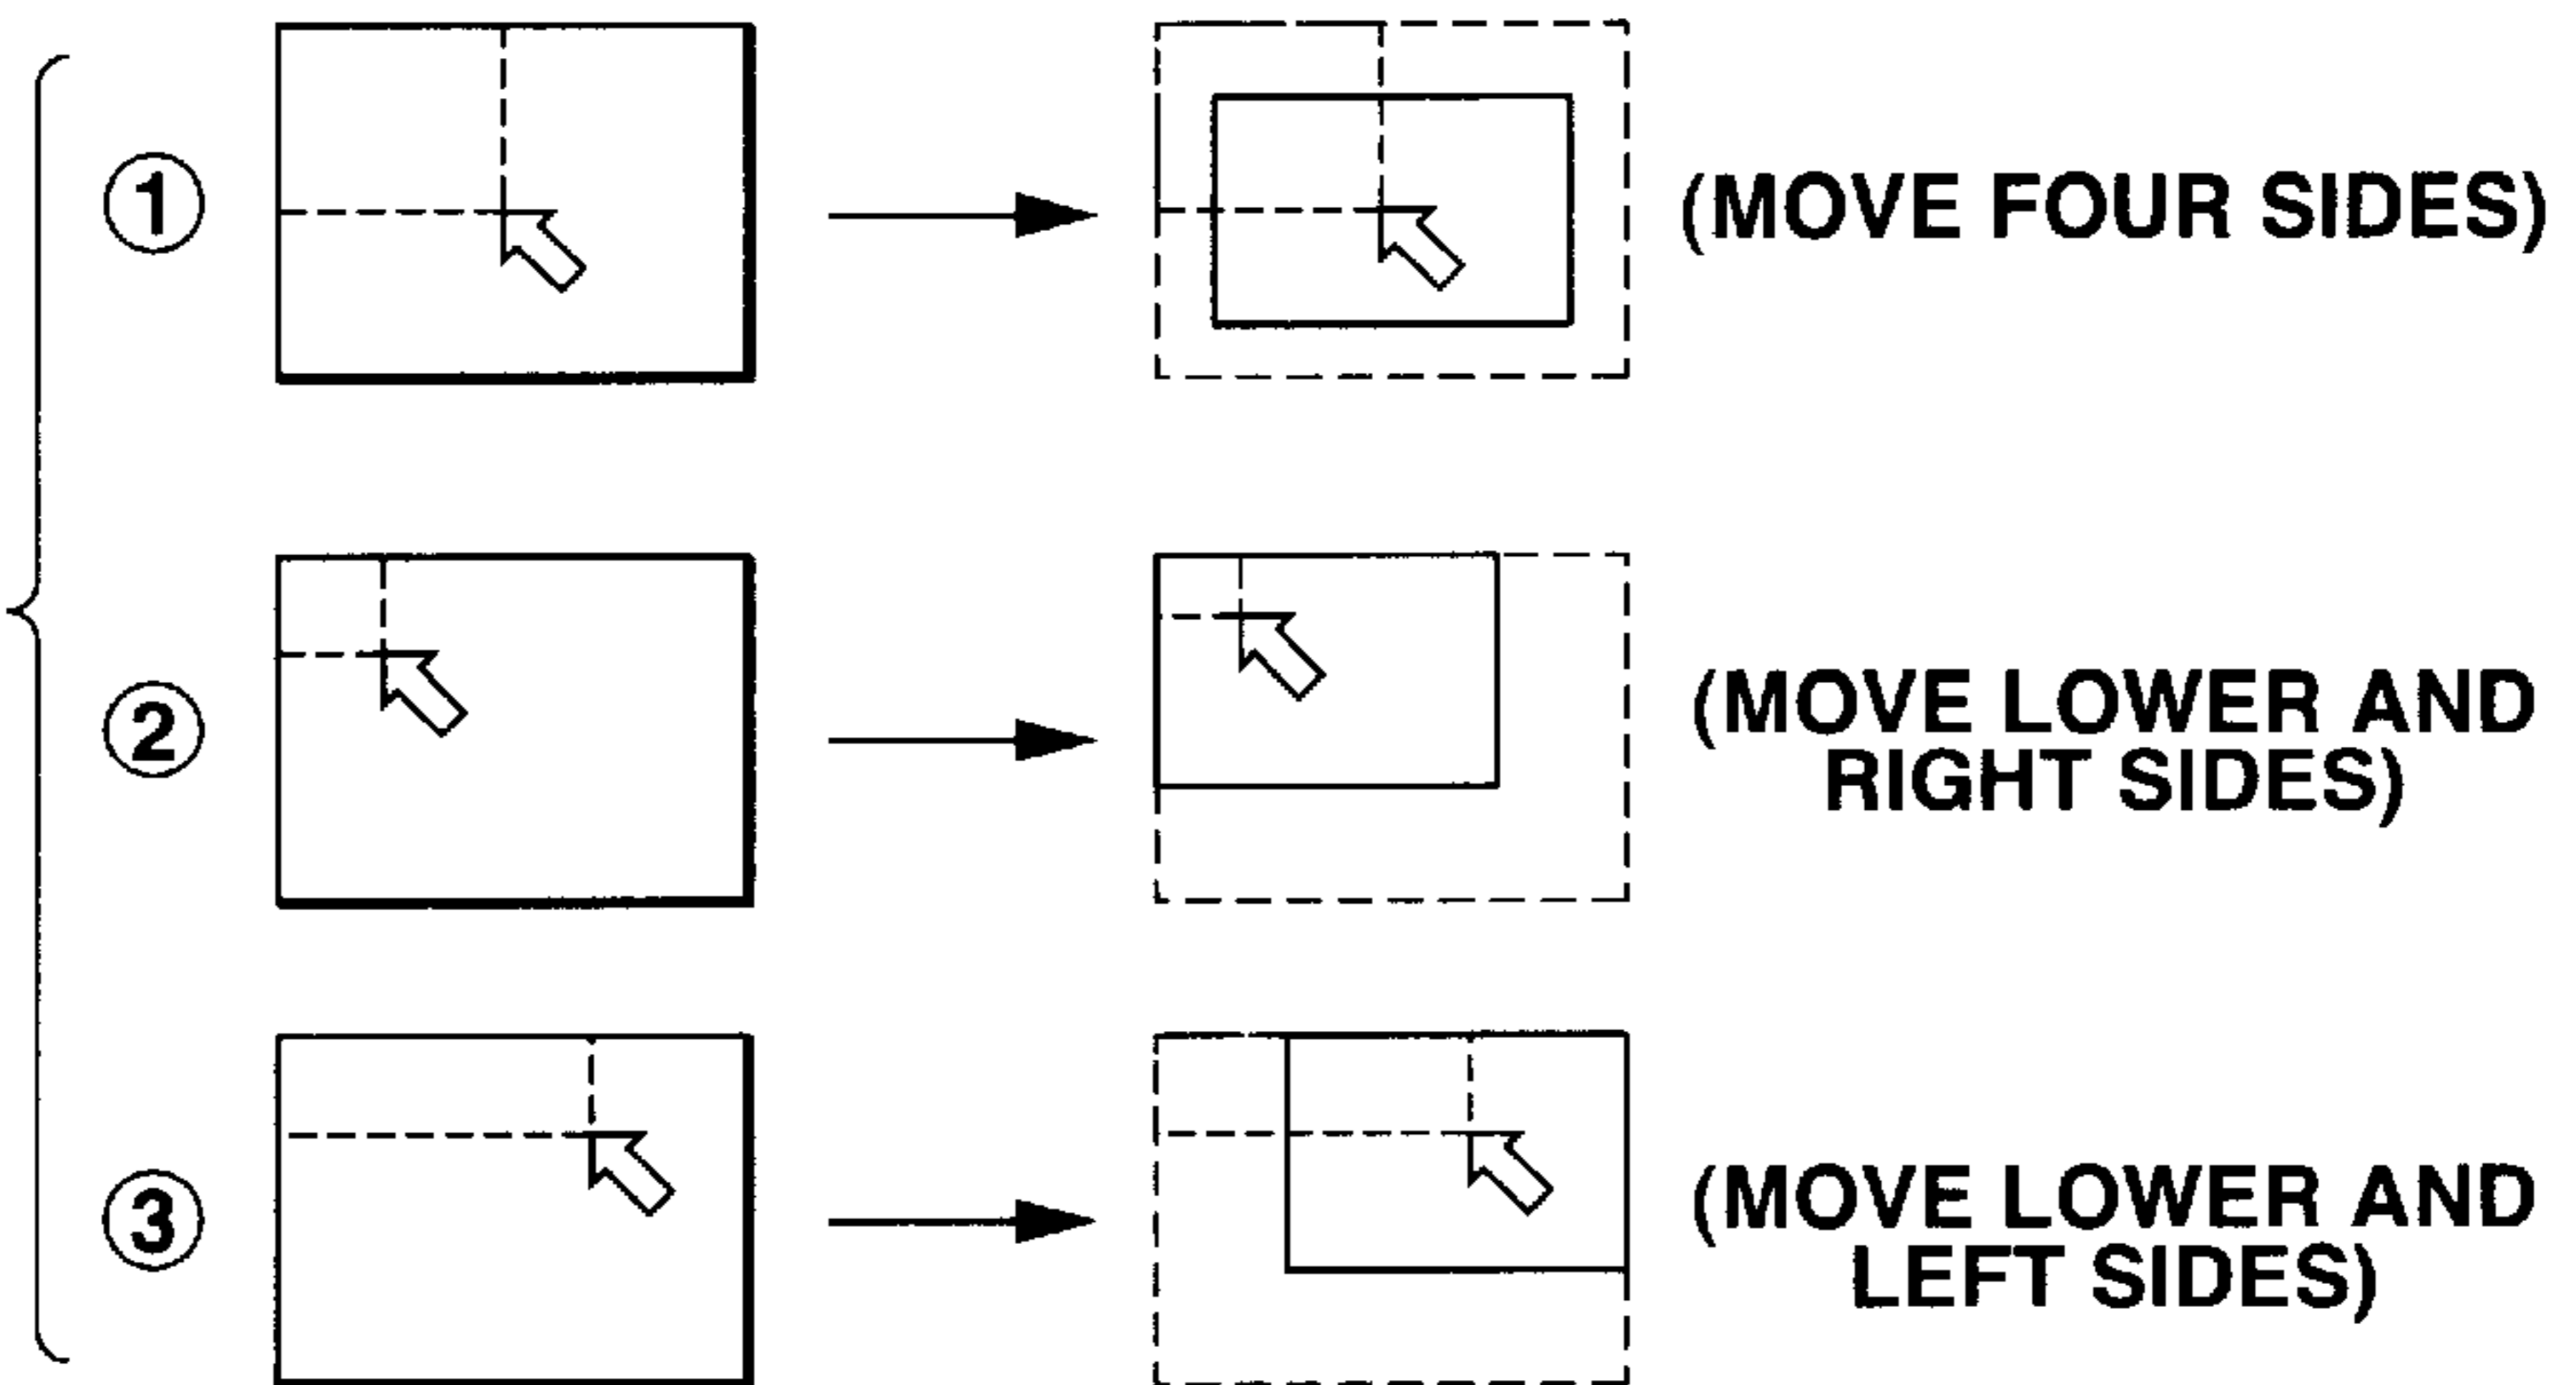 ①
(MOVE FOUR SIDES)
②
(MOVE LOWER AND
RIGHT SIDES)
③
(MOVE LOWER AND
LEFT SIDES)